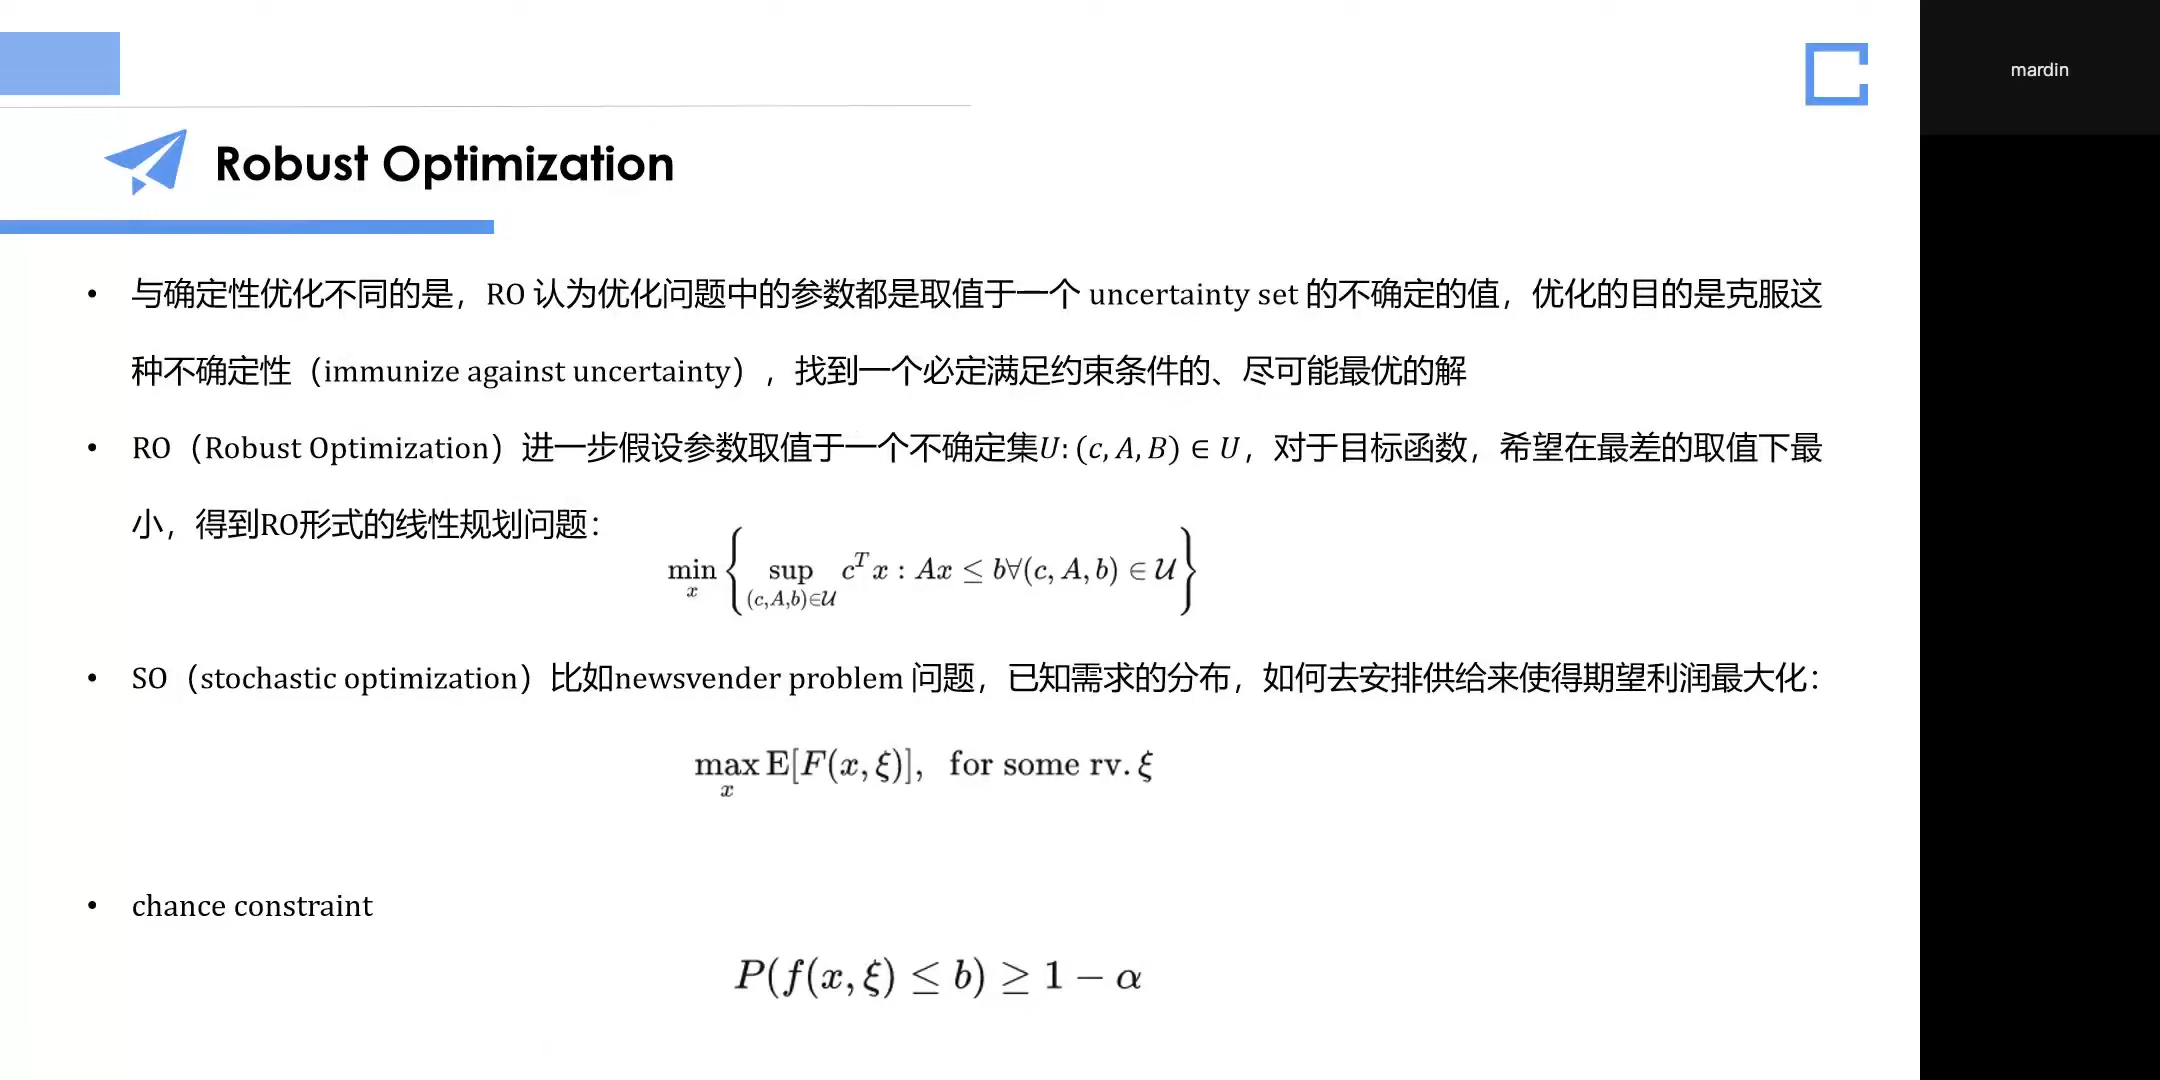 mardin
Robust Optimization
• 与确定性优化不同的是，RO 认为优化问题中的参数都是取值于一个 uncertainty set 的不确定的值，优化的目的是克服这
种不确定性（immunize against uncertainty），找到一个必定满足约束条件的、尽可能最优的解
• RO（Robust Optimization）进一步假设参数取值于一个不确定集U: (c, A, B) ∈ U，对于目标函数，希望在最差的取值下最
小，得到RO形式的线性规划问题：
min_x { sup_{(c,A,b)∈𝒰} c^T x : Ax ≤ b∀(c, A, b) ∈ 𝒰 }
• SO（stochastic optimization）比如newsvender problem 问题，已知需求的分布，如何去安排供给来使得期望利润最大化：
max_x E[F(x, ξ)], for some rv. ξ
• chance constraint
P(f(x, ξ) ≤ b) ≥ 1 − α